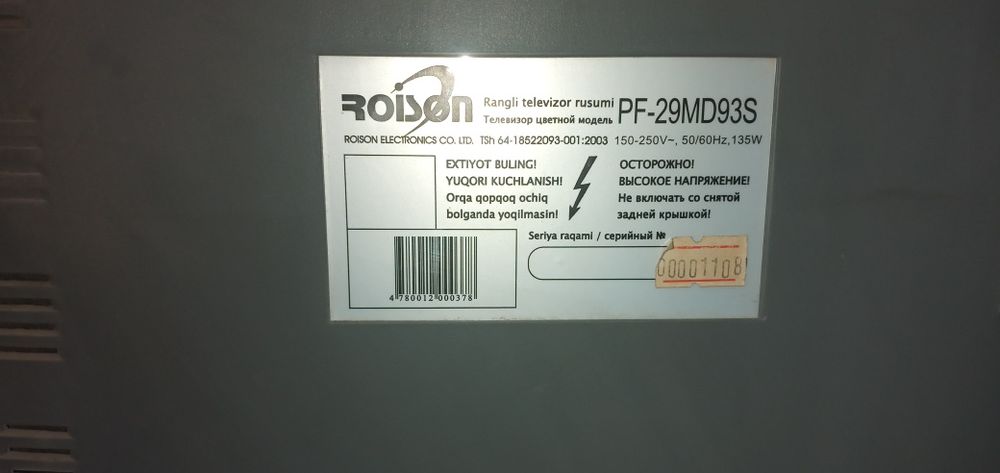 ROISON
Rangli televizor rusumi
Телевизор цветной модель
PF-29MD93S
ROISON ELECTRONICS CO. LTD. TSh 64-18522093-001:2003 150-250V~, 50/60Hz,135W
EXTIYOT BULING!
YUQORI KUCHLANISH!
Orqa qopqoq ochiq
bolganda yoqilmasin!
ОСТОРОЖНО!
ВЫСОКОЕ НАПРЯЖЕНИЕ!
Не включать со снятой
задней крышкой!
Seriya raqami / серийный №
00001108
4 780012 000378